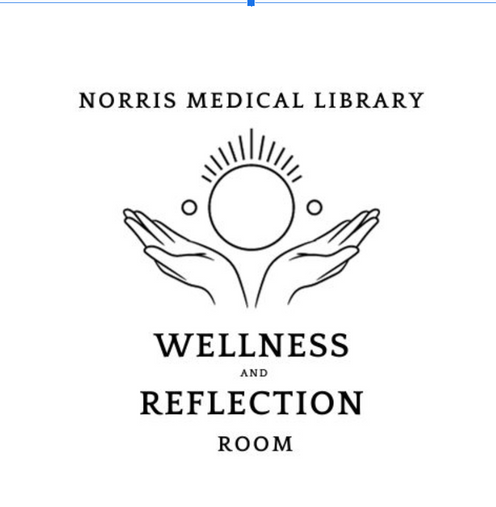 NORRIS MEDICAL LIBRARY
WELLNESS
AND
REFLECTION
ROOM